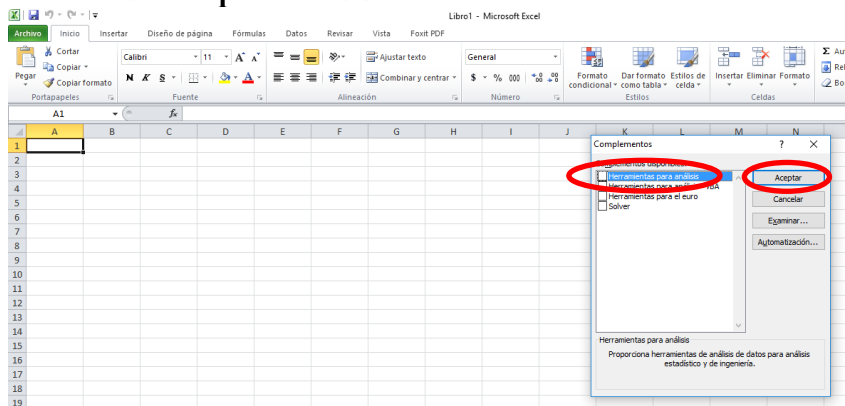 Libro1 - Microsoft Excel
Archivo Inicio Insertar Diseño de página Fórmulas Datos Revisar Vista Foxit PDF
Cortar
Copiar
Copiar formato
Pegar
Portapapeles
Calibri 11 A A
N K S A
Fuente
Ajustar texto
Combinar y centrar
Alineación
General
$ % 000
Número
Formato condicional
Dar formato como tabla
Estilos de celda
Estilos
Insertar Eliminar Formato
Celdas
Σ Au
Rel
Bo
A1 fx
A B C D E F G H I J K L M N
1
2
3
4
5
6
7
8
9
10
11
12
13
14
15
16
17
18
19
Complementos ? X
Herramientas para análisis
Herramientas para el euro
Solver
Aceptar
Cancelar
Examinar...
Automatización...
Herramientas para análisis
Proporciona herramientas de análisis de datos para análisis
estadístico y de ingeniería.